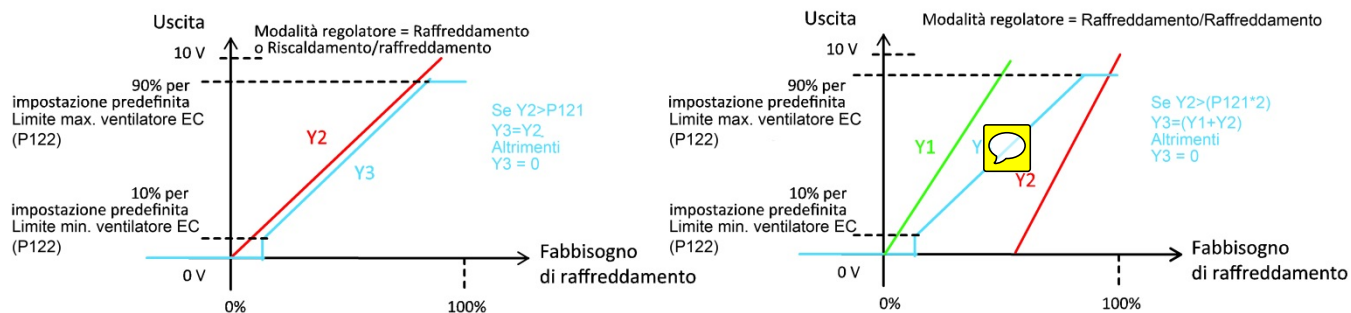 Uscita
Modalità regolatore = Raffreddamento
o Riscaldamento/raffreddamento
10 V
90% per
impostazione predefinita
Limite max. ventilatore EC
(P122)
Se Y2>P121
Y3=Y2
Altrimenti
Y3 = 0
Y2
Y3
10% per
impostazione predefinita
Limite min. ventilatore EC
(P122)
0 V
Fabbisogno
di raffreddamento
0%
100%
Uscita
Modalità regolatore = Raffreddamento/Raffreddamento
10 V
90% per
impostazione predefinita
Limite max. ventilatore EC
(P122)
Se Y2>(P121*2)
Y3=(Y1+Y2)
Altrimenti
Y3 = 0
Y1
Y2
10% per
impostazione predefinita
Limite min. ventilatore EC
(P122)
0 V
Fabbisogno
di raffreddamento
0%
100%